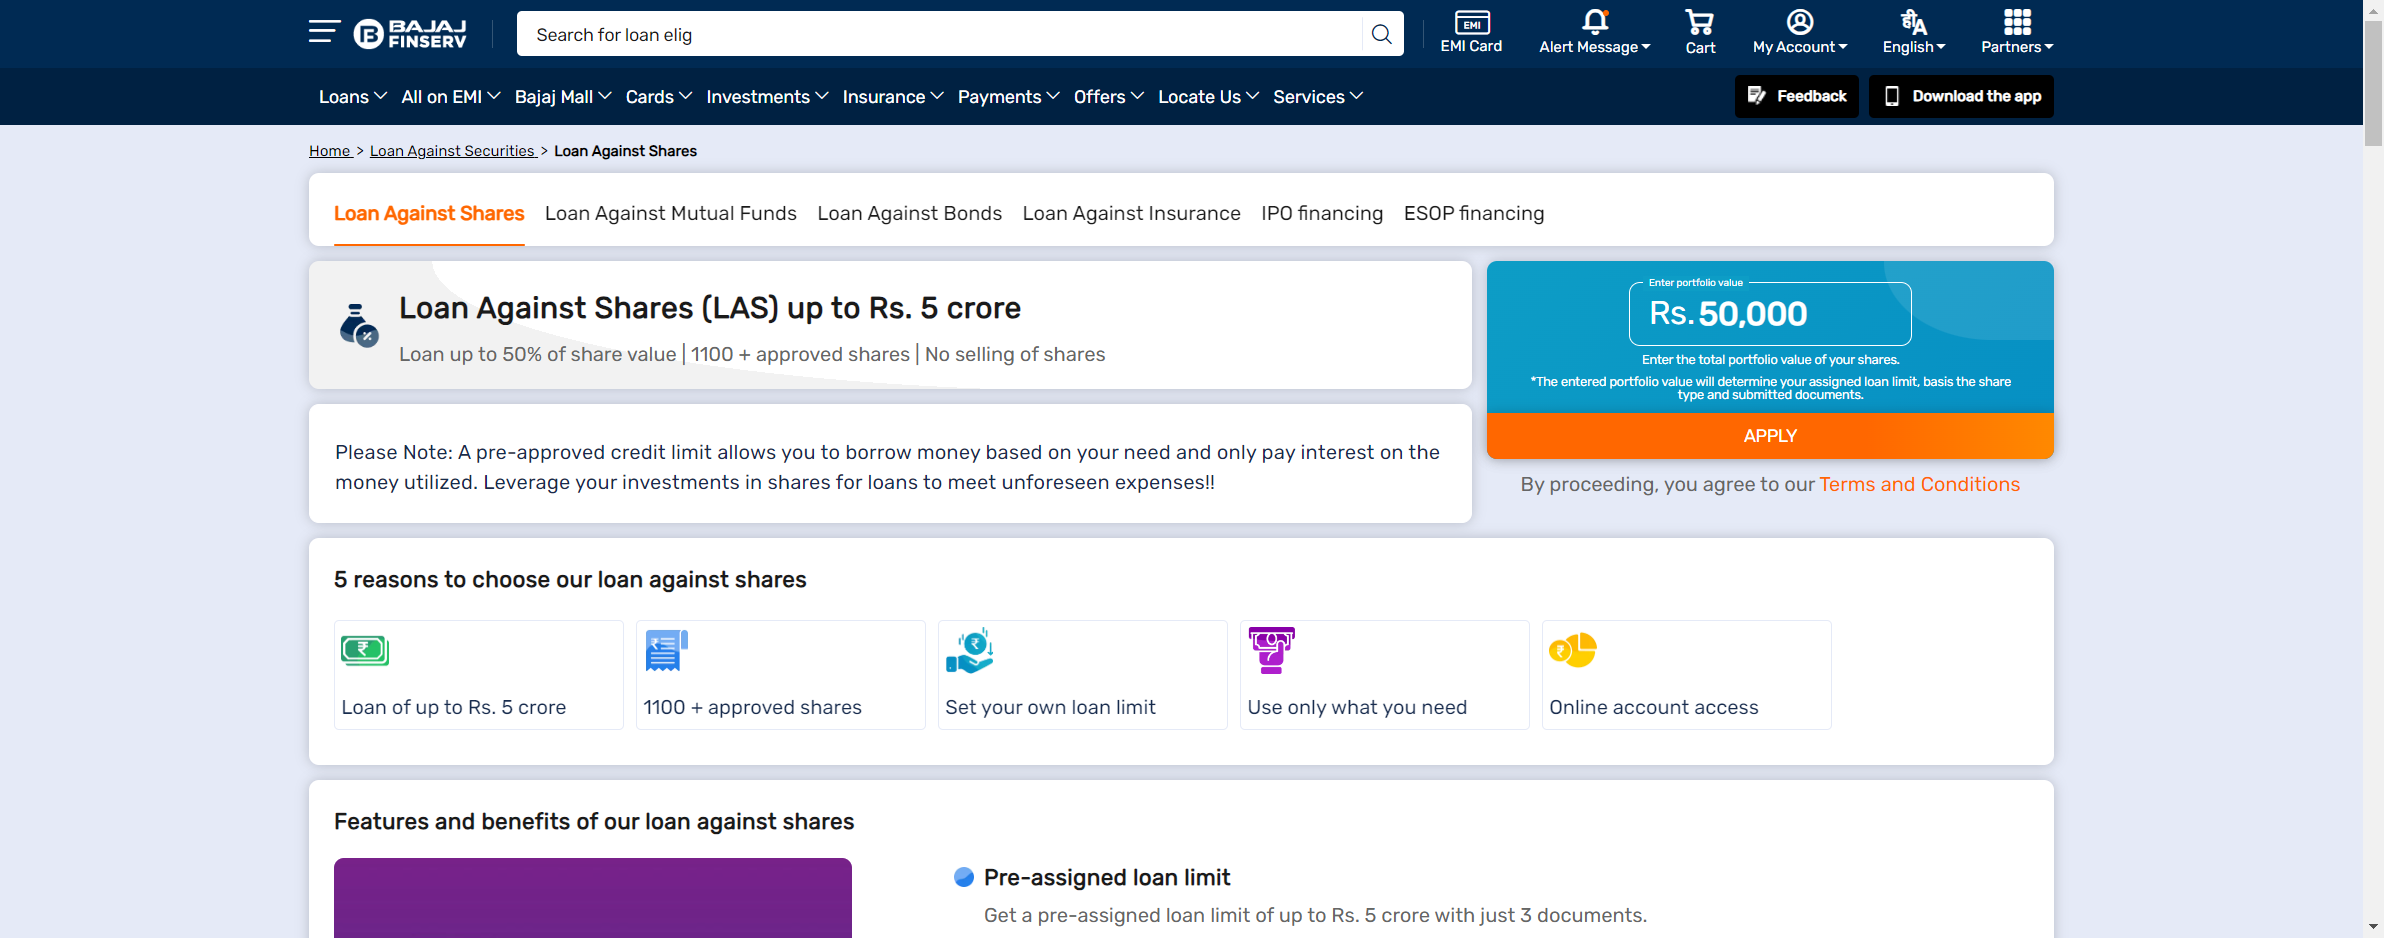 BAJAJ
FINSERV
Search for loan elig
EMI
EMI Card
Alert Message
Cart
My Account
ही A
English
Partners
Loans
All on EMI
Bajaj Mall
Cards
Investments
Insurance
Payments
Offers
Locate Us
Services
Feedback
Download the app
Home > Loan Against Securities > Loan Against Shares
Loan Against Shares
Loan Against Mutual Funds
Loan Against Bonds
Loan Against Insurance
IPO financing
ESOP financing
Loan Against Shares (LAS) up to Rs. 5 crore
Loan up to 50% of share value | 1100 + approved shares | No selling of shares
Enter portfolio value
Rs. 50,000
Enter the total portfolio value of your shares.
*The entered portfolio value will determine your assigned loan limit, basis the share
type and submitted documents.
APPLY
By proceeding, you agree to our Terms and Conditions
Please Note: A pre-approved credit limit allows you to borrow money based on your need and only pay interest on the
money utilized. Leverage your investments in shares for loans to meet unforeseen expenses!!
5 reasons to choose our loan against shares
Loan of up to Rs. 5 crore
1100 + approved shares
Set your own loan limit
Use only what you need
Online account access
Features and benefits of our loan against shares
Pre-assigned loan limit
Get a pre-assigned loan limit of up to Rs. 5 crore with just 3 documents.